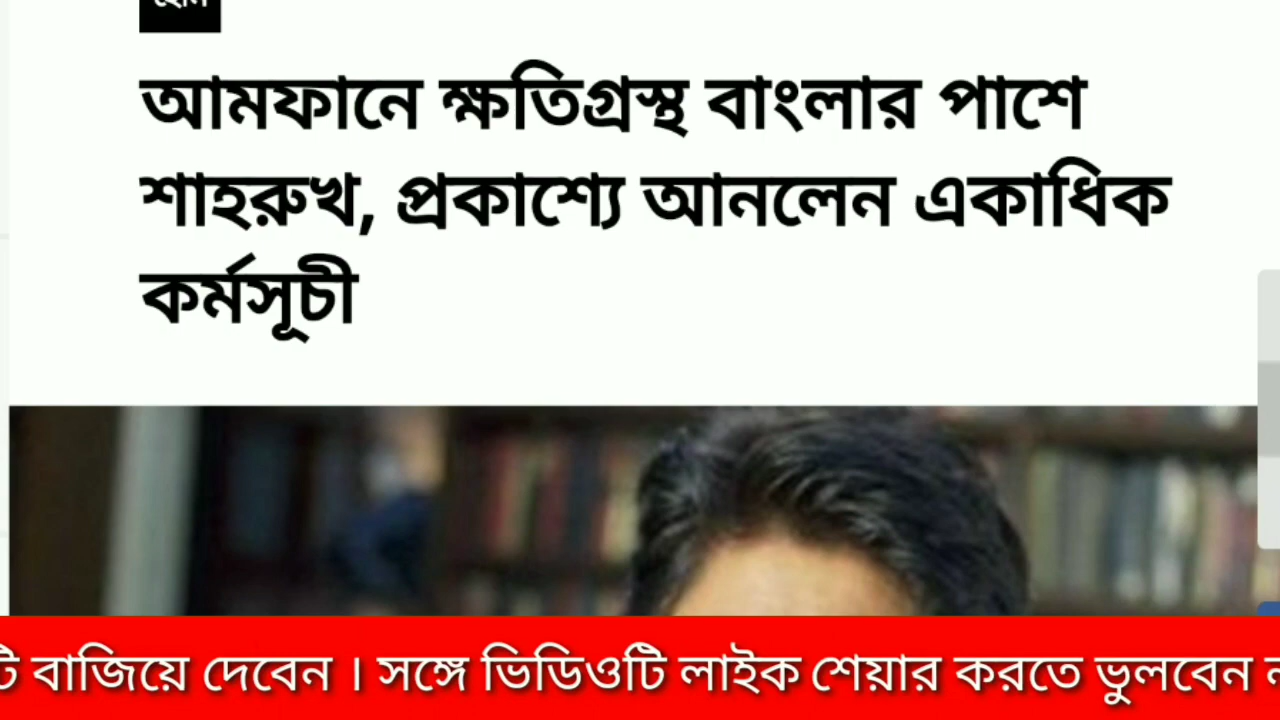 হোম
আমফানে ক্ষতিগ্রস্থ বাংলার পাশে
শাহরুখ, প্রকাশ্যে আনলেন একাধিক
কর্মসূচী
টি বাজিয়ে দেবেন । সঙ্গে ভিডিওটি লাইক শেয়ার করতে ভুলবেন